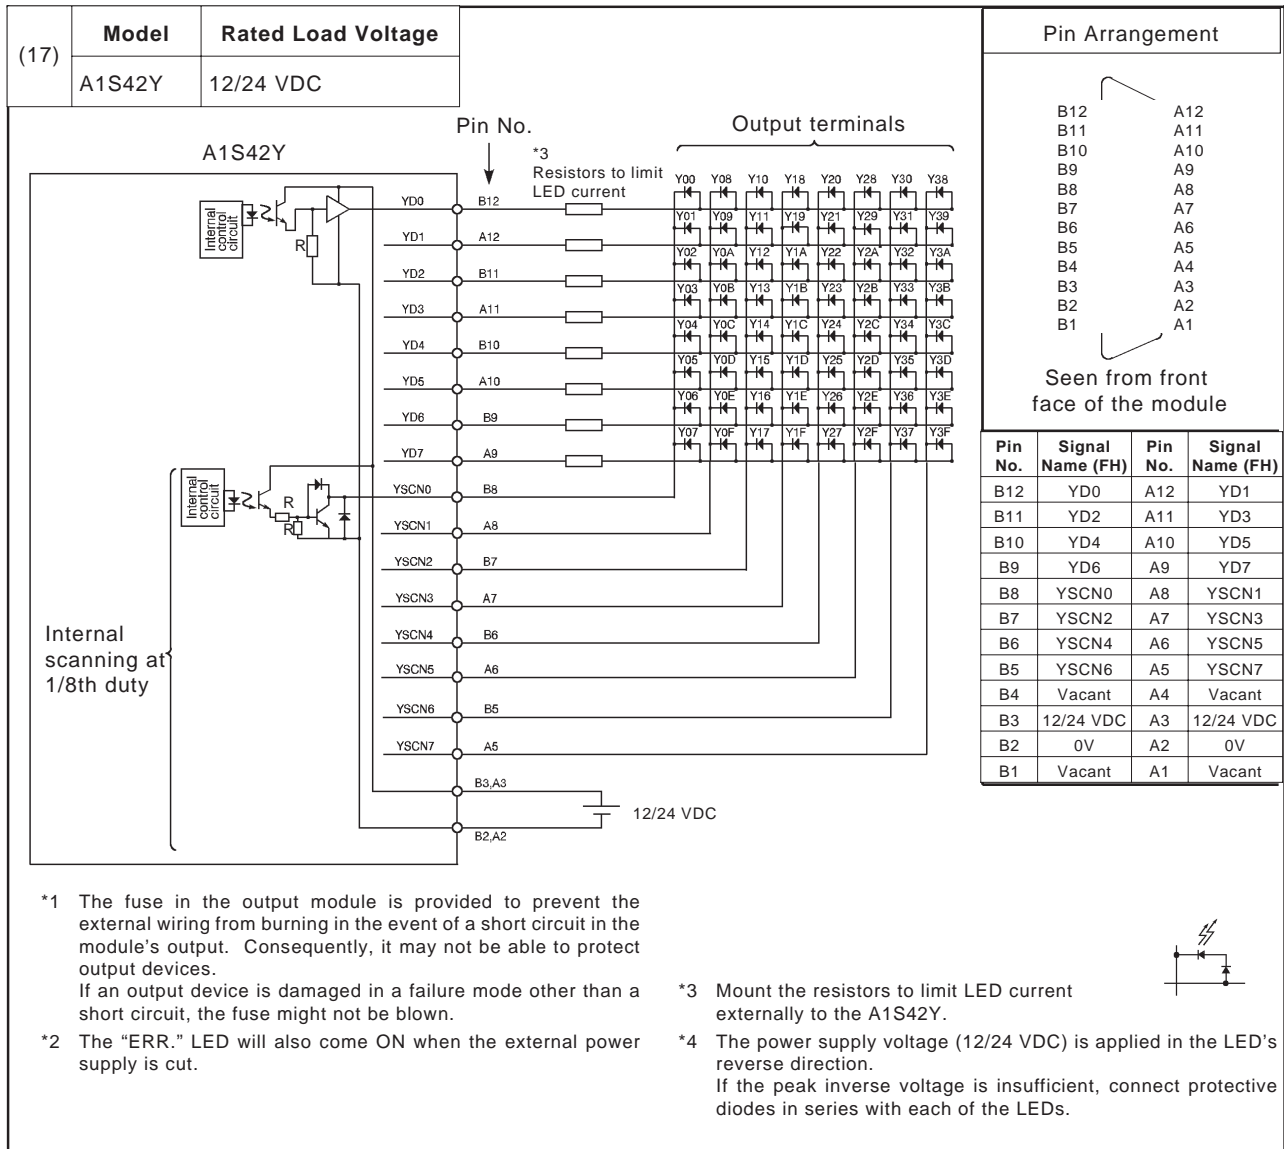 (17)
Model Rated Load Voltage
A1S42Y 12/24 VDC
Pin Arrangement
B12 A12
B11 A11
B10 A10
B9 A9
B8 A8
B7 A7
B6 A6
B5 A5
B4 A4
B3 A3
B2 A2
B1 A1
Seen from front
face of the module
Pin No. Signal Name (FH) Pin No. Signal Name (FH)
B12 YD0 A12 YD1
B11 YD2 A11 YD3
B10 YD4 A10 YD5
B9 YD6 A9 YD7
B8 YSCN0 A8 YSCN1
B7 YSCN2 A7 YSCN3
B6 YSCN4 A6 YSCN5
B5 YSCN6 A5 YSCN7
B4 Vacant A4 Vacant
B3 12/24 VDC A3 12/24 VDC
B2 0V A2 0V
B1 Vacant A1 Vacant
A1S42Y
Pin No.
*3
Resistors to limit
LED current
Output terminals
Internal
control
circuit
R
Y00 Y08 Y10 Y18 Y20 Y28 Y30 Y38
YD0 B12
Y01 Y09 Y11 Y19 Y21 Y29 Y31 Y39
YD1 A12
Y02 Y0A Y12 Y1A Y22 Y2A Y32 Y3A
YD2 B11
Y03 Y0B Y13 Y1B Y23 Y2B Y33 Y3B
YD3 A11
Y04 Y0C Y14 Y1C Y24 Y2C Y34 Y3C
YD4 B10
Y05 Y0D Y15 Y1D Y25 Y2D Y35 Y3D
YD5 A10
Y06 Y0E Y16 Y1E Y26 Y2E Y36 Y3E
YD6 B9
Y07 Y0F Y17 Y1F Y27 Y2F Y37 Y3F
YD7 A9
Internal
control
circuit
R
R
YSCN0 B8
YSCN1 A8
YSCN2 B7
YSCN3 A7
YSCN4 B6
YSCN5 A6
YSCN6 B5
YSCN7 A5
Internal
scanning at
1/8th duty
B3,A3
12/24 VDC
B2,A2
*1 The fuse in the output module is provided to prevent the
external wiring from burning in the event of a short circuit in the
module's output. Consequently, it may not be able to protect
output devices.
If an output device is damaged in a failure mode other than a
short circuit, the fuse might not be blown.
*2 The “ERR.” LED will also come ON when the external power
supply is cut.
*3 Mount the resistors to limit LED current
externally to the A1S42Y.
*4 The power supply voltage (12/24 VDC) is applied in the LED's
reverse direction.
If the peak inverse voltage is insufficient, connect protective
diodes in series with each of the LEDs.